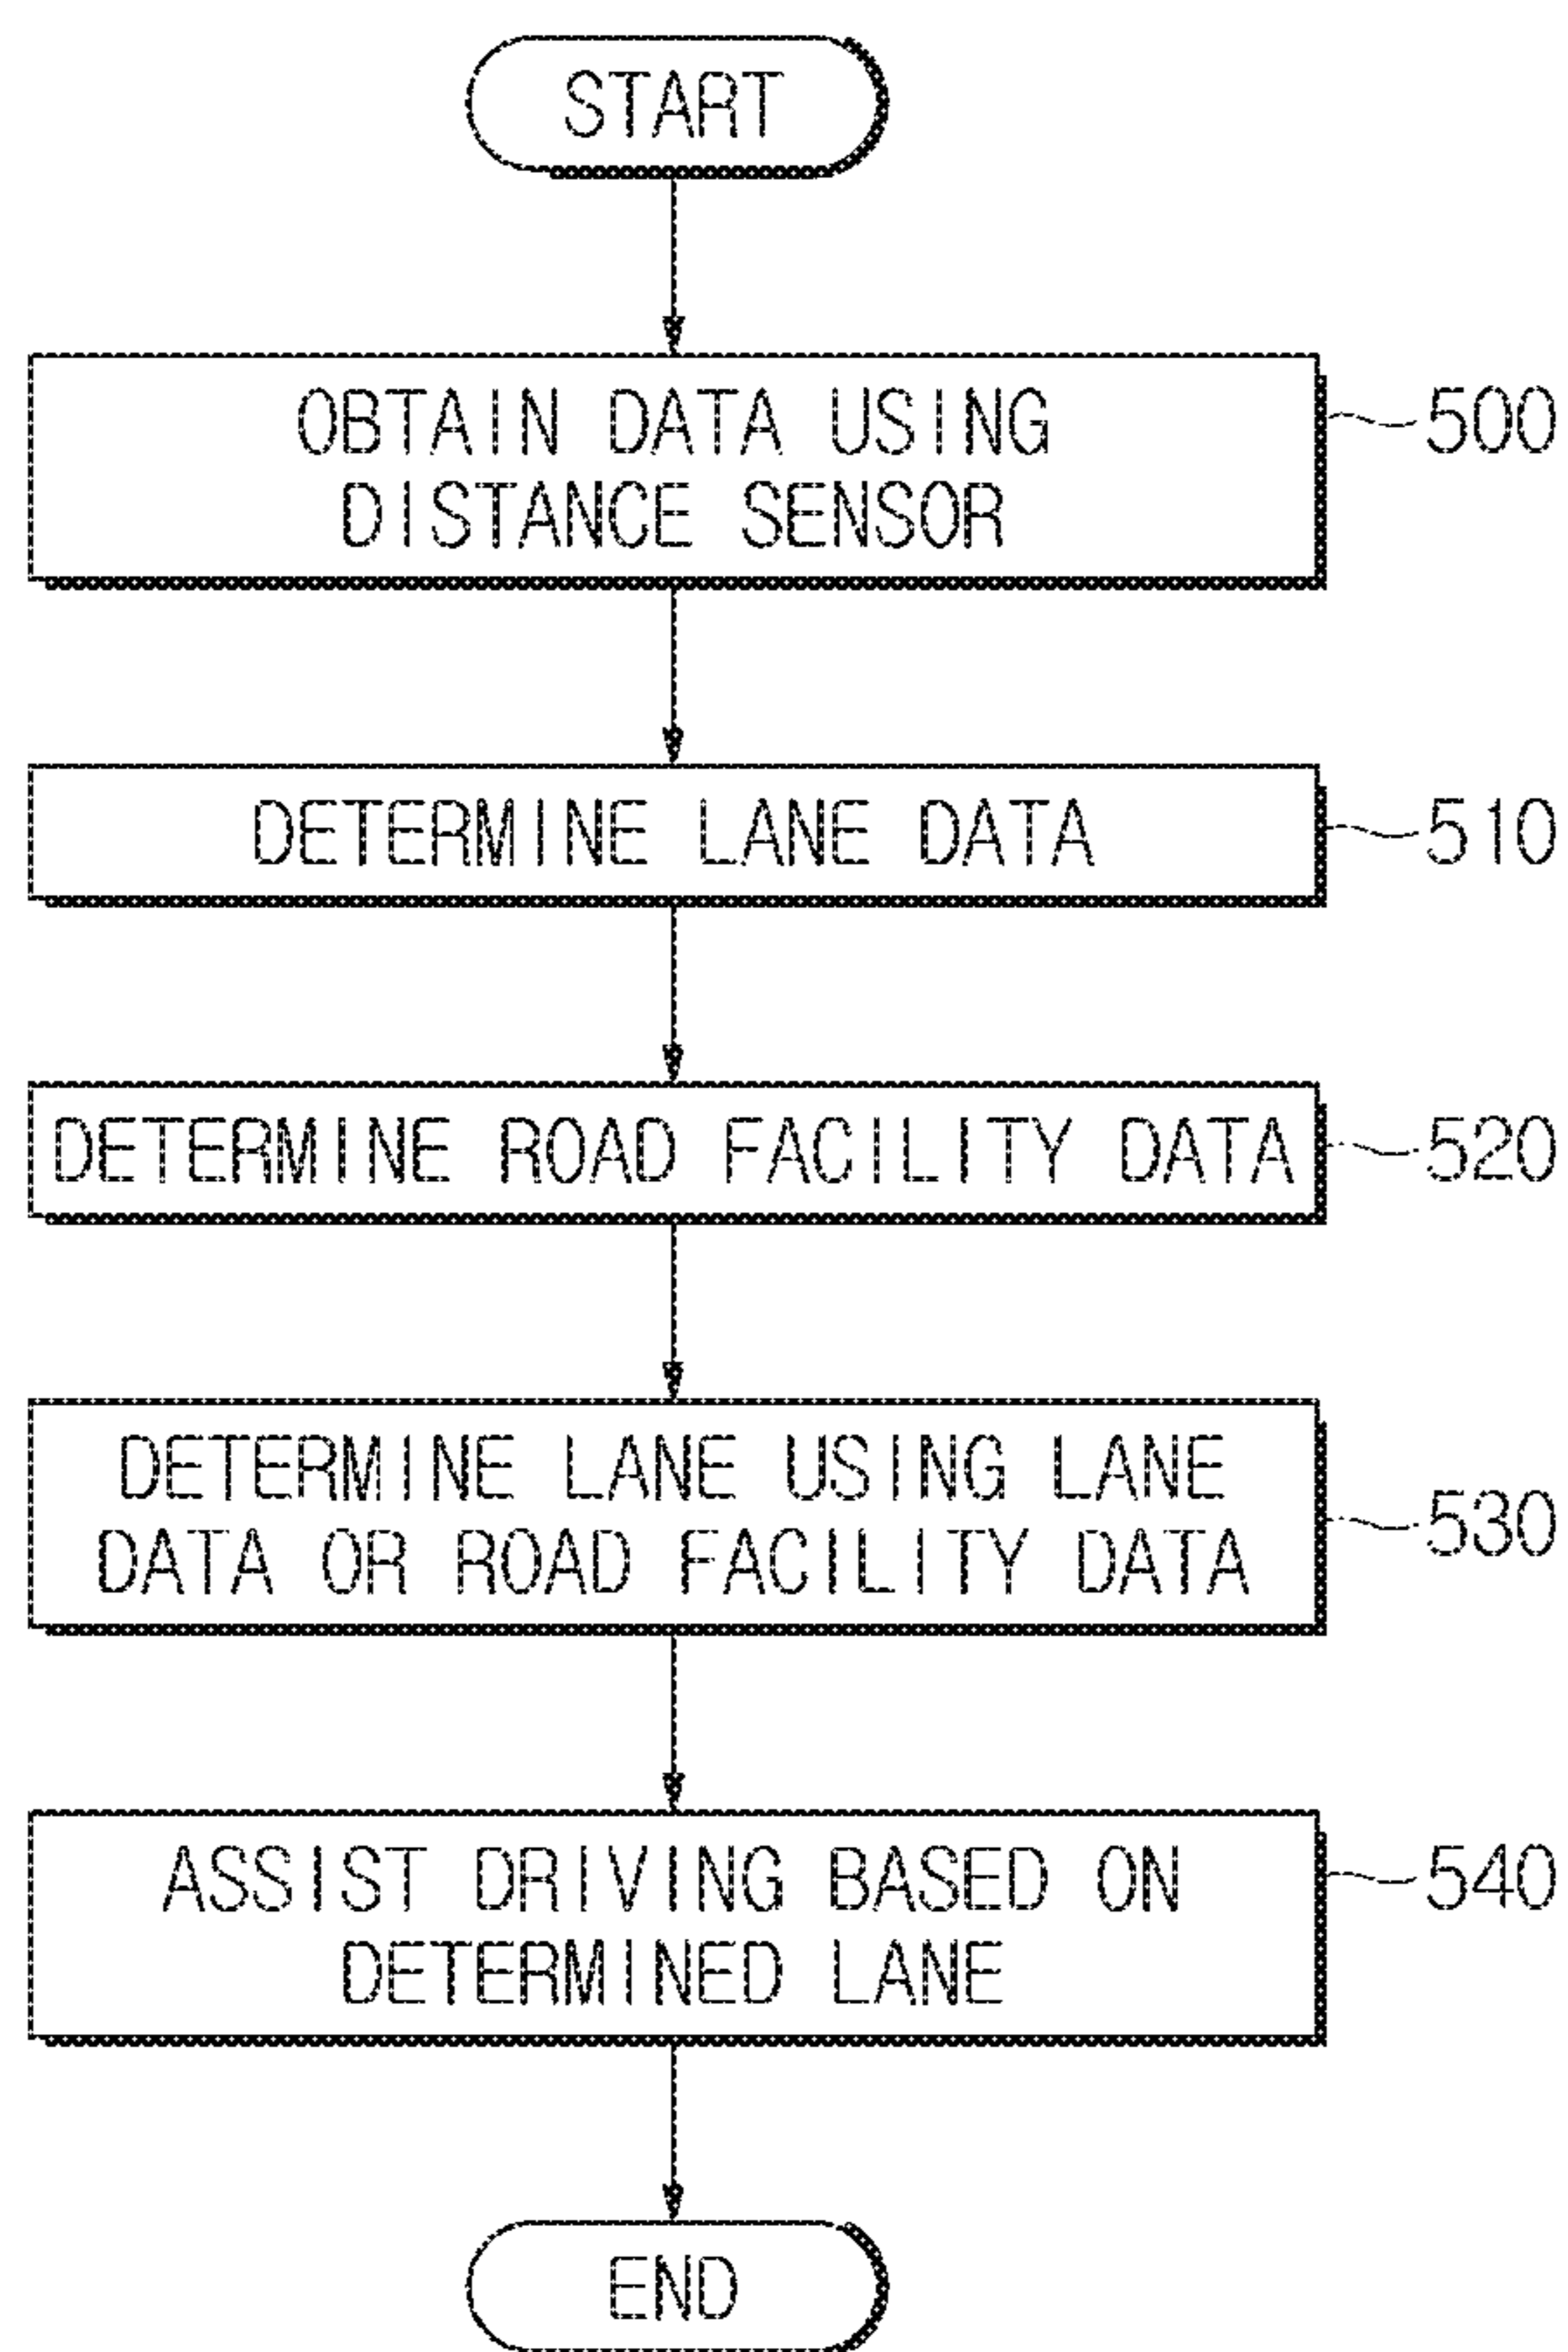 START
OBTAIN DATA USING
DISTANCE SENSOR
500
DETERMINE LANE DATA
510
DETERMINE ROAD FACILITY DATA
520
DETERMINE LANE USING LANE
DATA OR ROAD FACILITY DATA
530
ASSIST DRIVING BASED ON
DETERMINED LANE
540
END